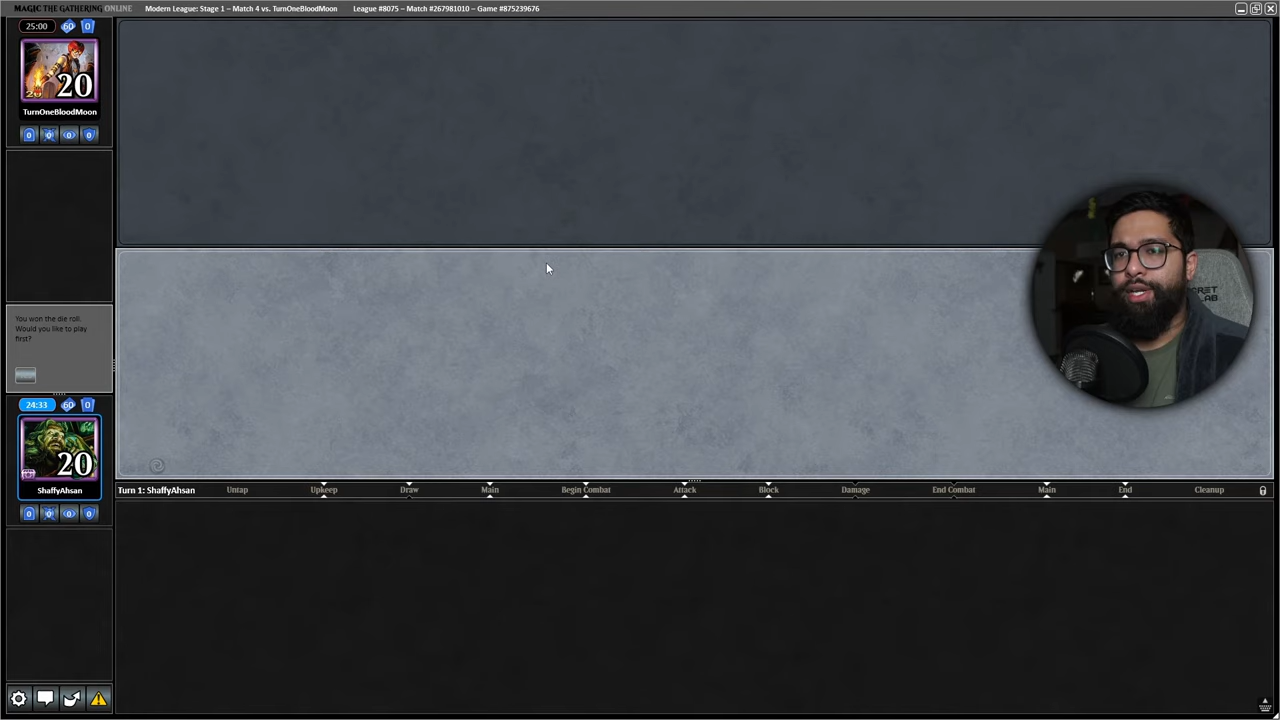 MAGIC THE GATHERING ONLINE Modern League: Stage 1 – Match 4 vs. TurnOneBloodMoon League #8075 – Match #267981010 – Game #875239676
25:00 60 0
20
TurnOneBloodMoon
0 0 0 0
You won the die roll.
Would you like to play
first?
24:33 60 0
20
ShaffyAhsan
0 0 0 0
Turn 1: ShaffyAhsan Untap Upkeep Draw Main Begin Combat Attack Block Damage End Combat Main End Cleanup